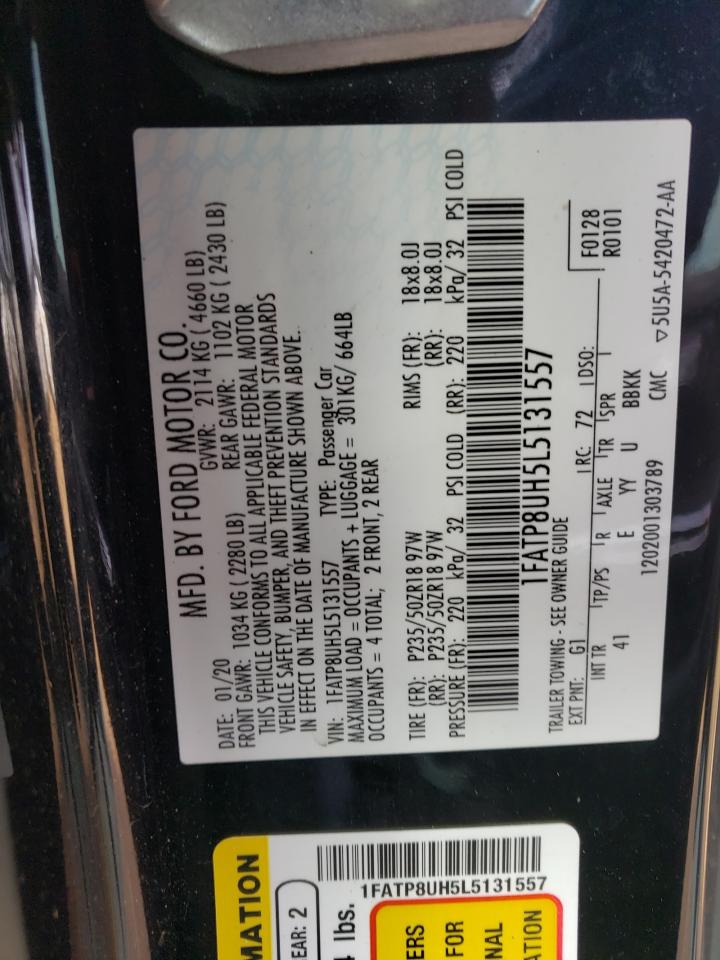 MFD. BY FORD MOTOR CO.
DATE: 01/20 GVWR: 2114 KG ( 4660 LB)
FRONT GAWR: 1034 KG ( 2280 LB) REAR GAWR: 1102 KG ( 2430 LB)
THIS VEHICLE CONFORMS TO ALL APPLICABLE FEDERAL MOTOR
VEHICLE SAFETY, BUMPER, AND THEFT PREVENTION STANDARDS
IN EFFECT ON THE DATE OF MANUFACTURE SHOWN ABOVE.
VIN: 1FATP8UH5L5131557 TYPE: Passenger Car
MAXIMUM LOAD = OCCUPANTS + LUGGAGE = 301KG/ 664LB
OCCUPANTS = 4 TOTAL; 2 FRONT, 2 REAR
TIRE (FR): P235/50ZR18 97W RIMS (FR): 18x8.0J
(RR): P235/50ZR18 97W (RR): 18x8.0J
PRESSURE (FR): 220 kPa/ 32 PSI COLD (RR): 220 kPa/ 32 PSI COLD
1FATP8UH5L5131557
TRAILER TOWING - SEE OWNER GUIDE
EXT PNT: G1 RC: 72 DSO: F0128
R0101
INT TR TP/PS R AXLE TR SPR
41 E YY U BBKK
1202001303789 CMC ▽5U5A-5420472-AA
MATION
EAR: 2
4 lbs.
1FATP8UH5L5131557
ERS
FOR
NAL
ATION